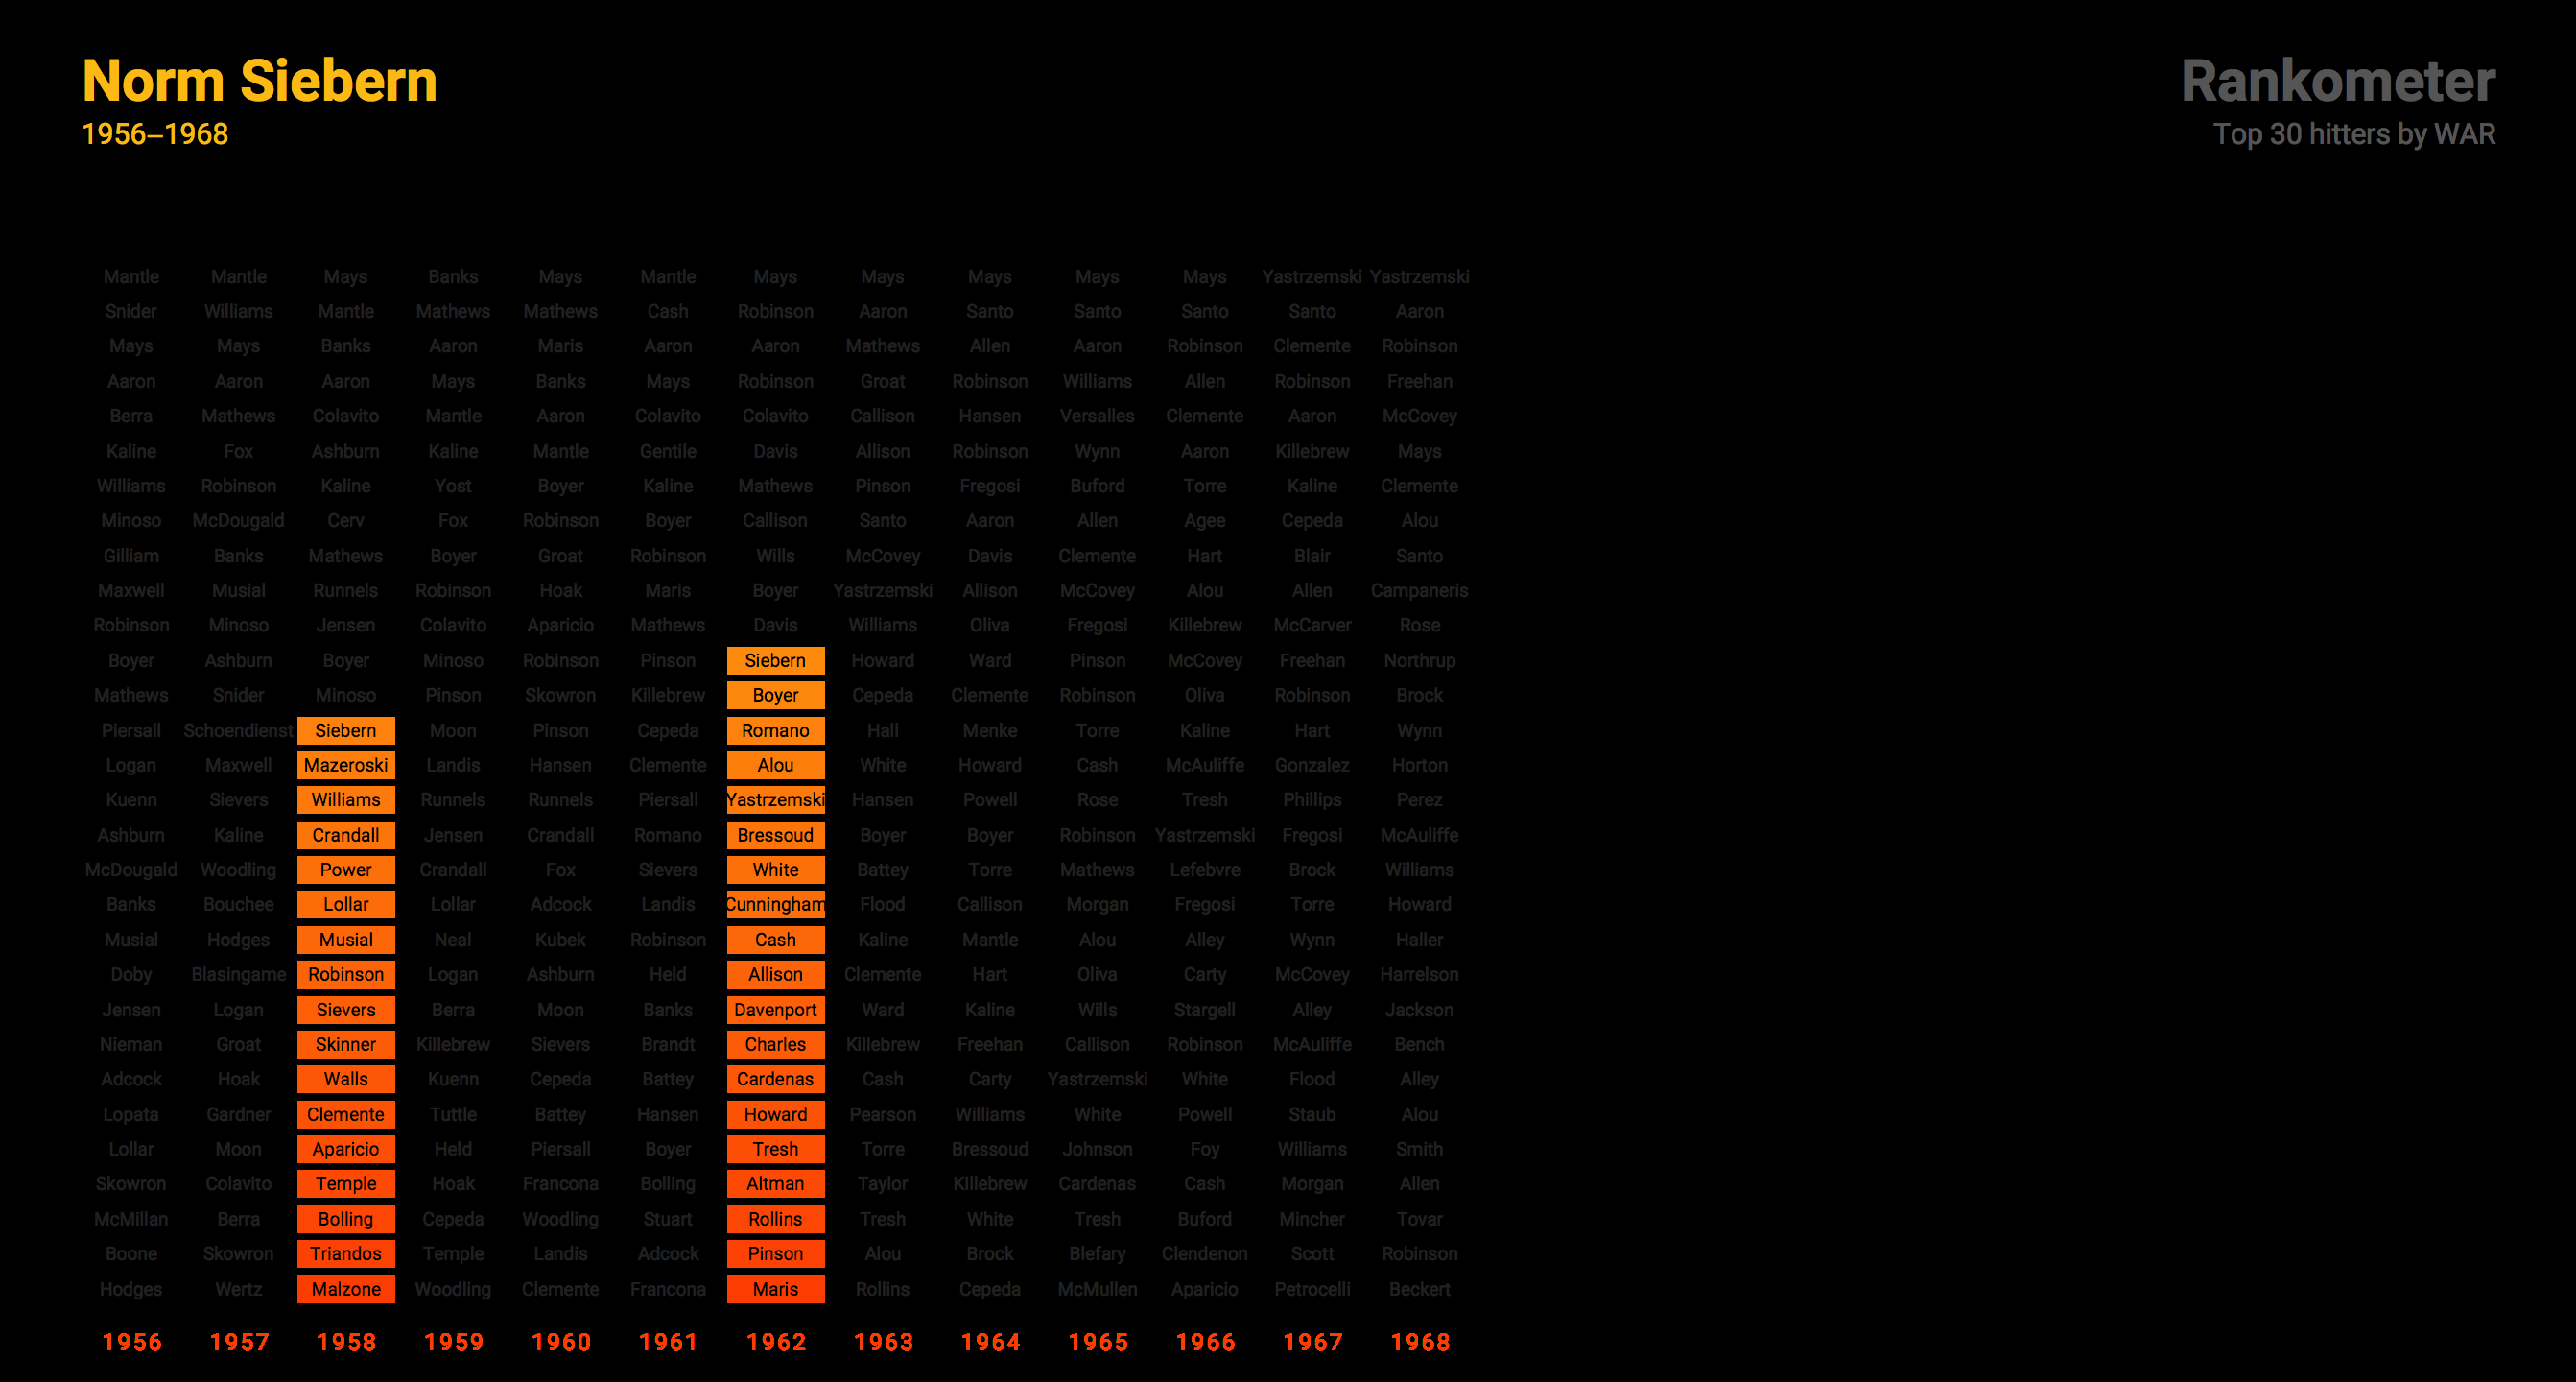 Norm Siebern
1956–1968
Rankometer
Top 30 hitters by WAR
Mantle Mantle Mays Banks Mays Mantle Mays Mays Mays Mays Mays Yastrzemski Yastrzemski
Snider Williams Mantle Mathews Mathews Cash Robinson Aaron Santo Santo Santo Santo Aaron
Mays Mays Banks Aaron Maris Aaron Aaron Mathews Allen Aaron Robinson Clemente Robinson
Aaron Aaron Aaron Mays Banks Mays Robinson Groat Robinson Williams Allen Robinson Freehan
Berra Mathews Colavito Mantle Aaron Colavito Colavito Callison Hansen Versalles Clemente Aaron McCovey
Kaline Fox Ashburn Kaline Mantle Gentile Davis Allison Robinson Wynn Aaron Killebrew Mays
Williams Robinson Kaline Yost Boyer Kaline Mathews Pinson Fregosi Buford Torre Kaline Clemente
Minoso McDougald Cerv Fox Robinson Boyer Callison Santo Aaron Allen Agee Cepeda Alou
Gilliam Banks Mathews Boyer Groat Robinson Wills McCovey Davis Clemente Hart Blair Santo
Maxwell Musial Runnels Robinson Hoak Maris Boyer Yastrzemski Allison McCovey Alou Allen Campaneris
Robinson Minoso Jensen Colavito Aparicio Mathews Davis Williams Oliva Fregosi Killebrew McCarver Rose
Boyer Ashburn Boyer Minoso Robinson Pinson Siebern Howard Ward Pinson McCovey Freehan Northrup
Mathews Snider Minoso Pinson Skowron Killebrew Boyer Cepeda Clemente Robinson Oliva Robinson Brock
Piersall Schoendienst Siebern Moon Pinson Cepeda Romano Hall Menke Torre Kaline Hart Wynn
Logan Maxwell Mazeroski Landis Hansen Clemente Alou White Howard Cash McAuliffe Gonzalez Horton
Kuenn Sievers Williams Runnels Runnels Piersall Yastrzemski Hansen Powell Rose Tresh Phillips Perez
Ashburn Kaline Crandall Jensen Crandall Romano Bressoud Boyer Boyer Robinson Yastrzemski Fregosi McAuliffe
McDougald Woodling Power Crandall Fox Sievers White Battey Torre Mathews Lefebvre Brock Williams
Banks Bouchee Lollar Lollar Adcock Landis Cunningham Flood Callison Morgan Fregosi Torre Howard
Musial Hodges Musial Neal Kubek Robinson Cash Kaline Mantle Alou Alley Wynn Haller
Doby Blasingame Robinson Logan Ashburn Held Allison Clemente Hart Oliva Carty McCovey Harrelson
Jensen Logan Sievers Berra Moon Banks Davenport Ward Kaline Wills Stargell Alley Jackson
Nieman Groat Skinner Killebrew Sievers Brandt Charles Killebrew Freehan Callison Robinson McAuliffe Bench
Adcock Hoak Walls Kuenn Cepeda Battey Cardenas Cash Carty Yastrzemski White Flood Alley
Lopata Gardner Clemente Tuttle Battey Hansen Howard Pearson Williams White Powell Staub Alou
Lollar Moon Aparicio Held Piersall Boyer Tresh Torre Bressoud Johnson Foy Williams Smith
Skowron Colavito Temple Hoak Francona Bolling Altman Taylor Killebrew Cardenas Cash Morgan Allen
McMillan Berra Bolling Cepeda Woodling Stuart Rollins Tresh White Tresh Buford Mincher Tovar
Boone Skowron Triandos Temple Landis Adcock Pinson Alou Brock Blefary Clendenon Scott Robinson
Hodges Wertz Malzone Woodling Clemente Francona Maris Rollins Cepeda McMullen Aparicio Petrocelli Beckert
1956 1957 1958 1959 1960 1961 1962 1963 1964 1965 1966 1967 1968